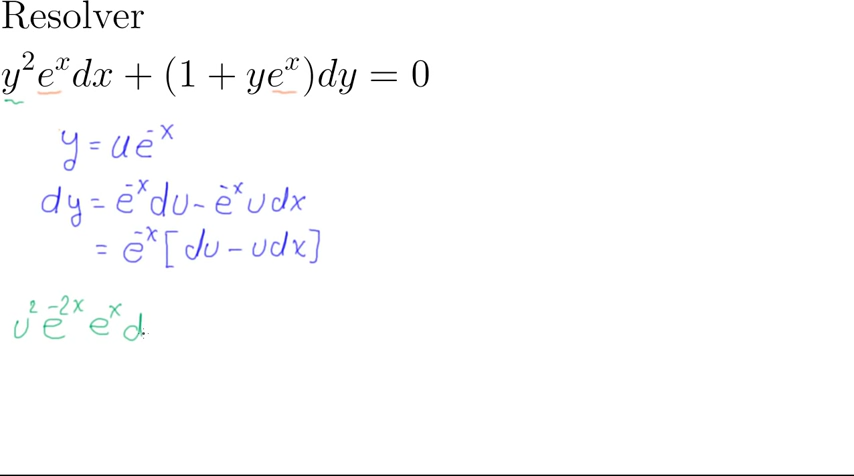 Resolver
y²eˣdx + (1 + yeˣ)dy = 0
y = ue⁻ˣ
dy = e⁻ˣdu - e⁻ˣudx
= e⁻ˣ[du - udx]
u²e⁻²ˣeˣd